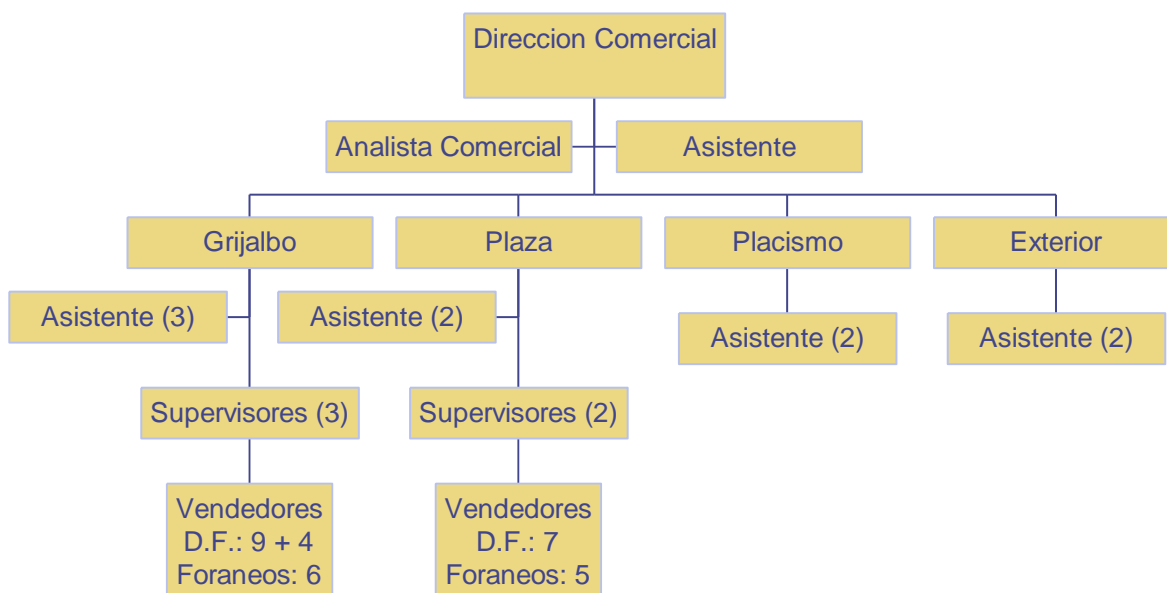 Direccion Comercial
Analista Comercial
Asistente
Grijalbo
Plaza
Placismo
Exterior
Asistente (3)
Asistente (2)
Asistente (2)
Asistente (2)
Supervisores (3)
Supervisores (2)
Vendedores
D.F.: 9 + 4
Foraneos: 6
Vendedores
D.F.: 7
Foraneos: 5